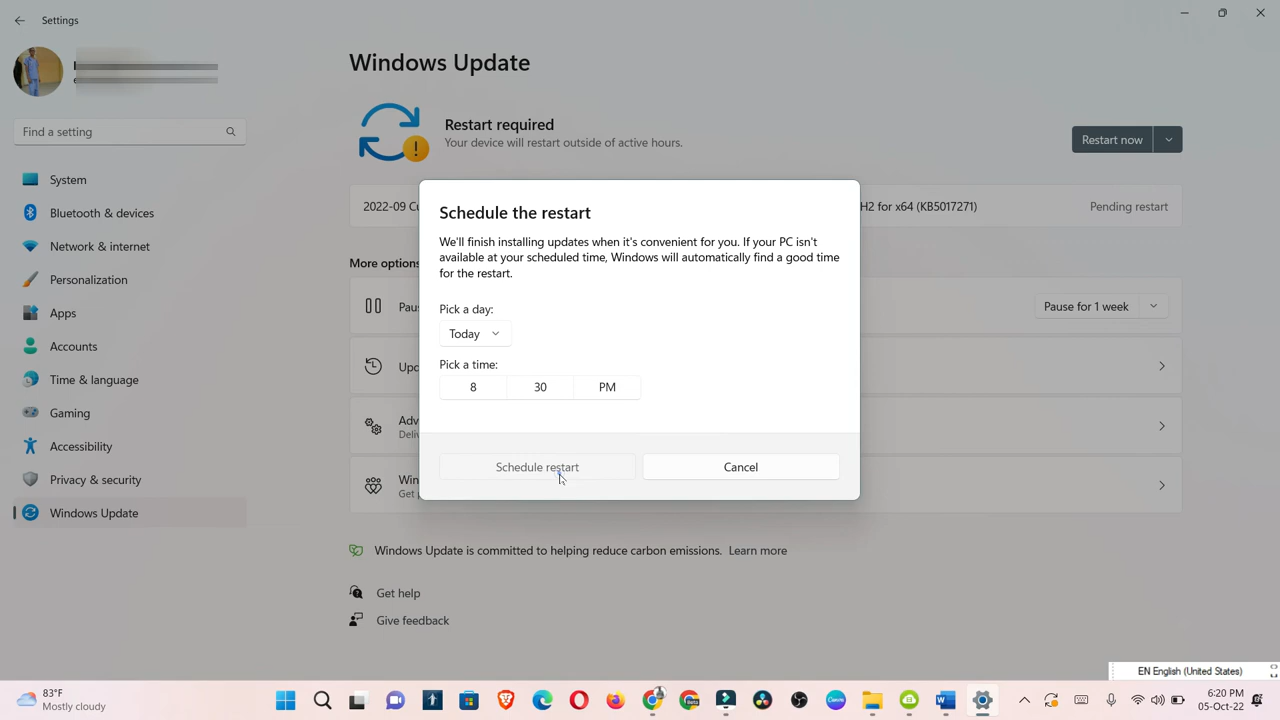 Settings
Find a setting
System
Bluetooth & devices
Network & internet
Personalization
Apps
Accounts
Time & language
Gaming
Accessibility
Privacy & security
Windows Update
Windows Update
Restart required
Your device will restart outside of active hours.
Restart now
2022-09 Cu
H2 for x64 (KB5017271)
Pending restart
More options
Pau
Pause for 1 week
Upd
Adv
Deliv
Win
Get p
Schedule the restart
We'll finish installing updates when it's convenient for you. If your PC isn't
available at your scheduled time, Windows will automatically find a good time
for the restart.
Pick a day:
Today
Pick a time:
8 30 PM
Schedule restart
Cancel
Windows Update is committed to helping reduce carbon emissions. Learn more
Get help
Give feedback
EN English (United States)
83°F
Mostly cloudy
6:20 PM
05-Oct-22